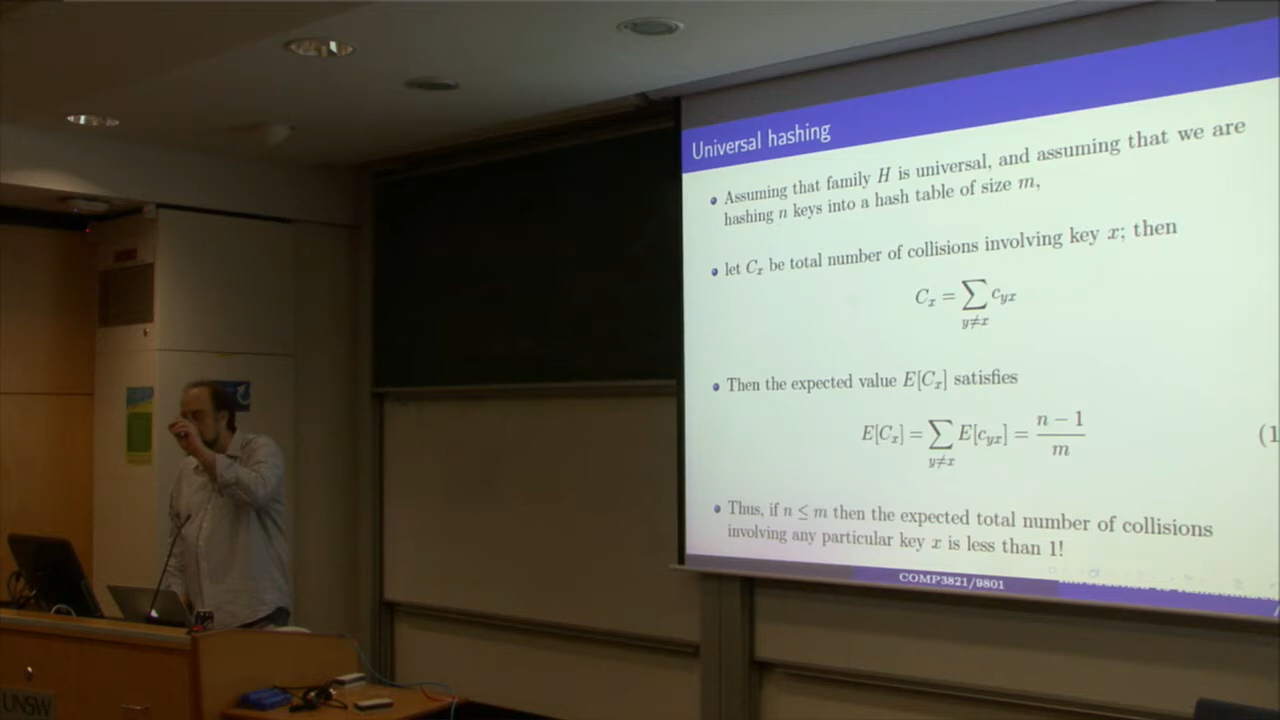 Universal hashing
Assuming that family H is universal, and assuming that we are
hashing n keys into a hash table of size m,
let C_x be total number of collisions involving key x; then
C_x = ∑_{y≠x} c_{yx}
Then the expected value E[C_x] satisfies
E[C_x] = ∑_{y≠x} E[c_{yx}] = (n − 1)/m (1
Thus, if n ≤ m then the expected total number of collisions
involving any particular key x is less than 1!
COMP3821/9801
UNSW